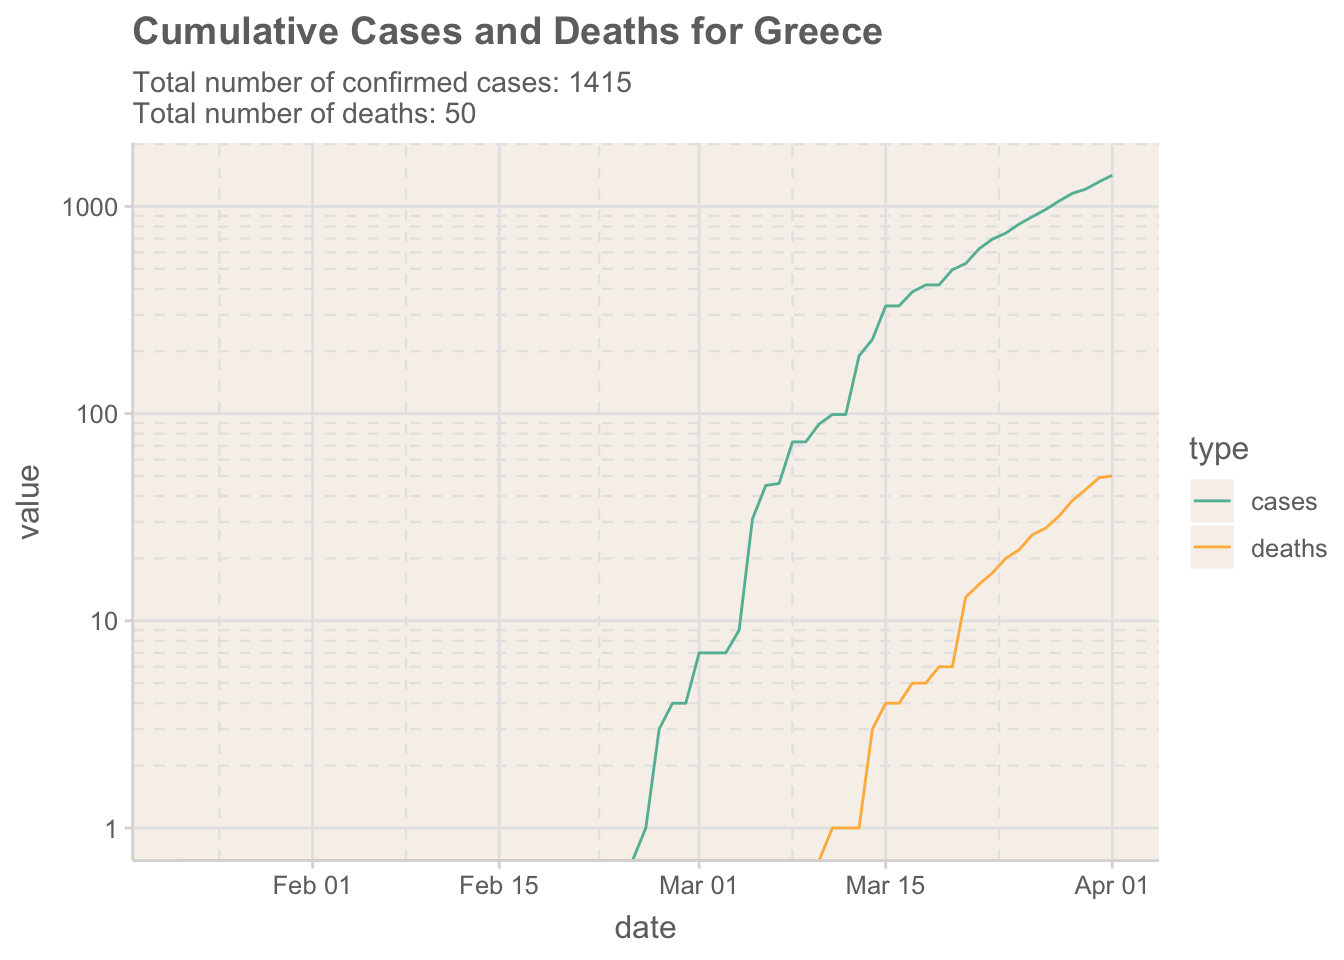 Cumulative Cases and Deaths for Greece
Total number of confirmed cases: 1415
Total number of deaths: 50
1000
100
10
1
value
Feb 01
Feb 15
Mar 01
Mar 15
Apr 01
date
type
cases
deaths